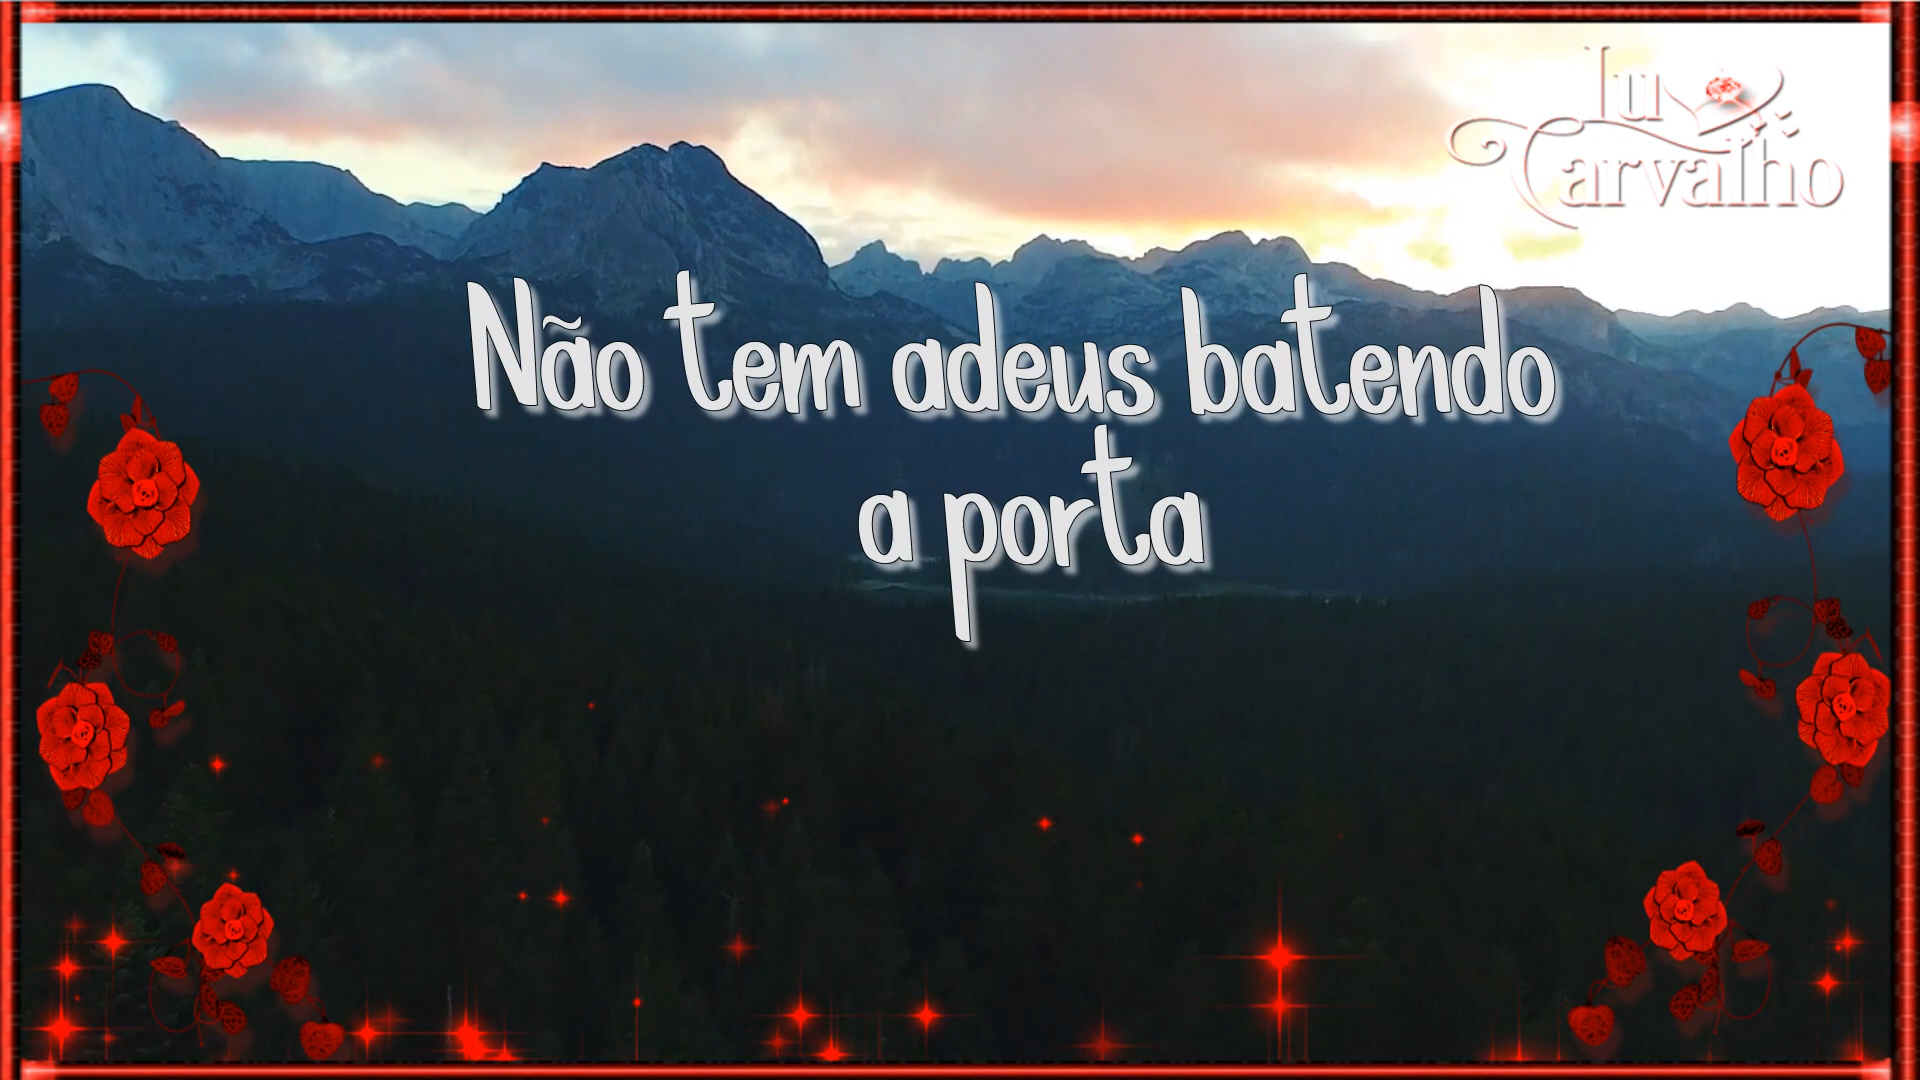 lu
Carvalho
Não tem adeus batendo
a porta